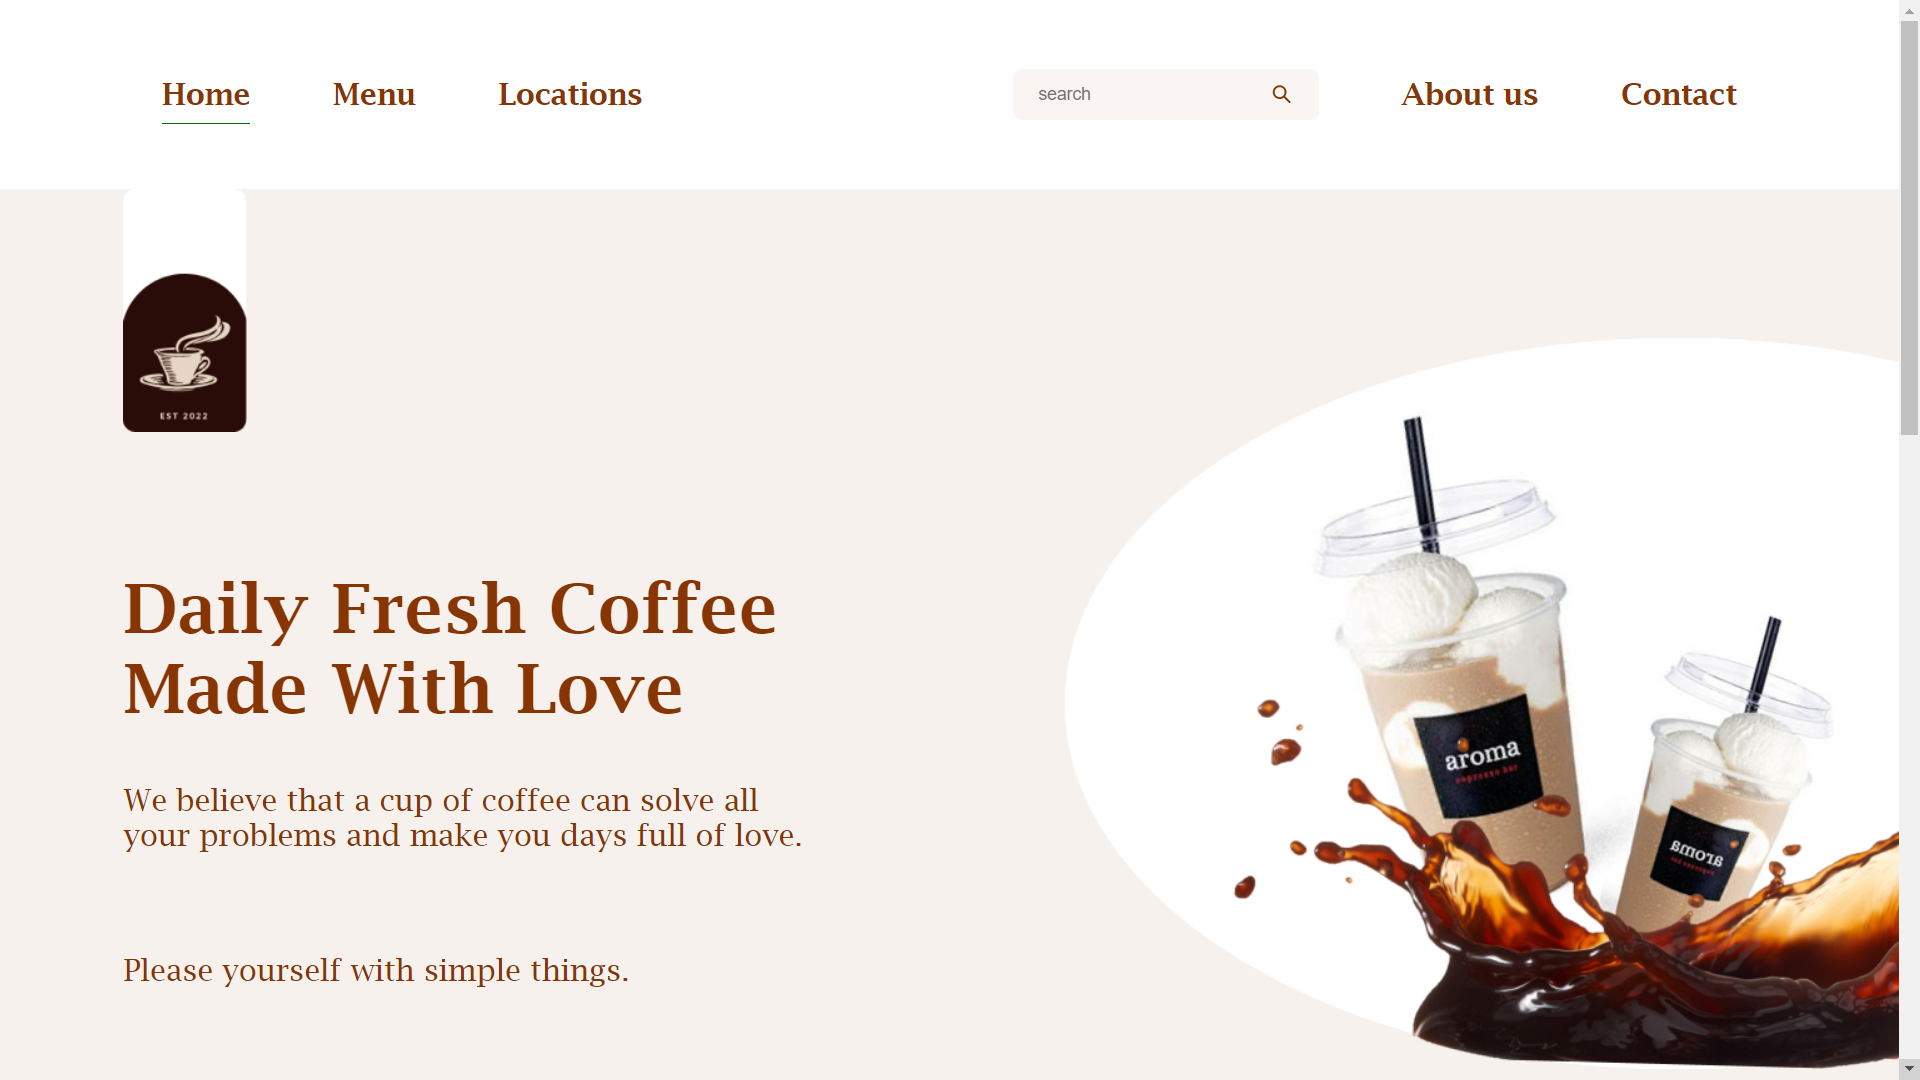 Home
Menu
Locations
search
About us
Contact
EST 2022
Daily Fresh Coffee
Made With Love
We believe that a cup of coffee can solve all
your problems and make you days full of love.
Please yourself with simple things.
aroma
espresso bar
aroma
espresso bar